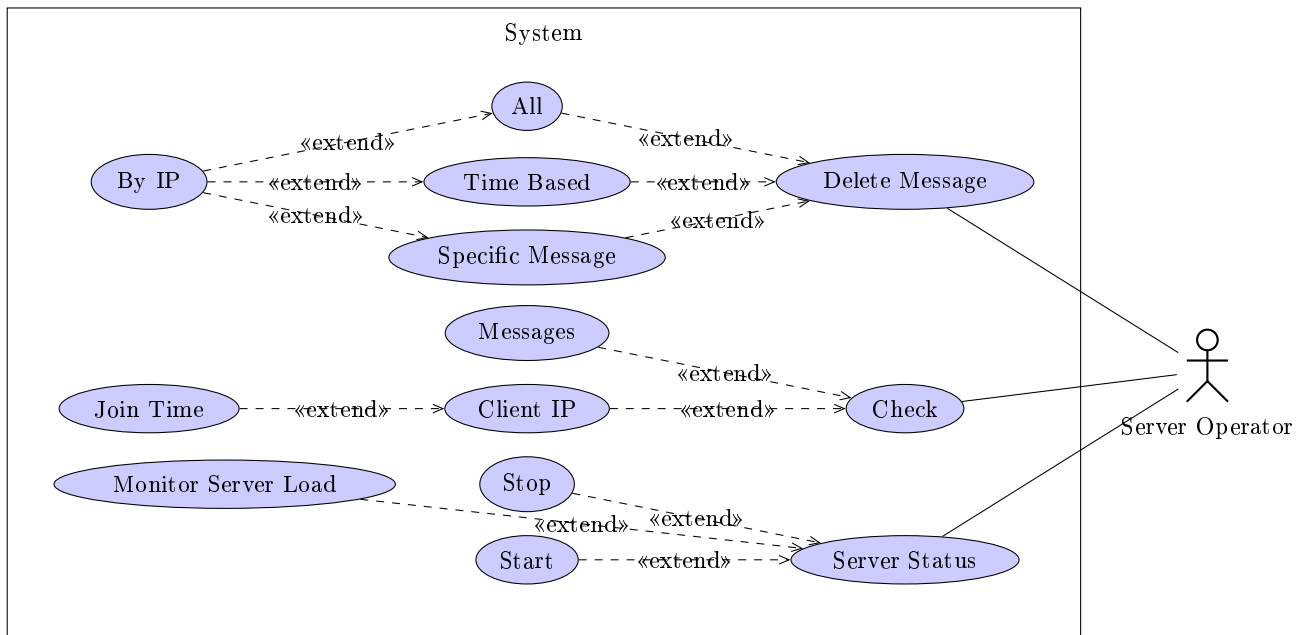 System
All
«extend»
«extend»
By IP
«extend»
Time Based
«extend»
Delete Message
«extend»
«extend»
Specific Message
Messages
«extend»
Join Time
«extend»
Client IP
«extend»
Check
Server Operator
Monitor Server Load
Stop
«extend»
«extend»
Start
«extend»
Server Status